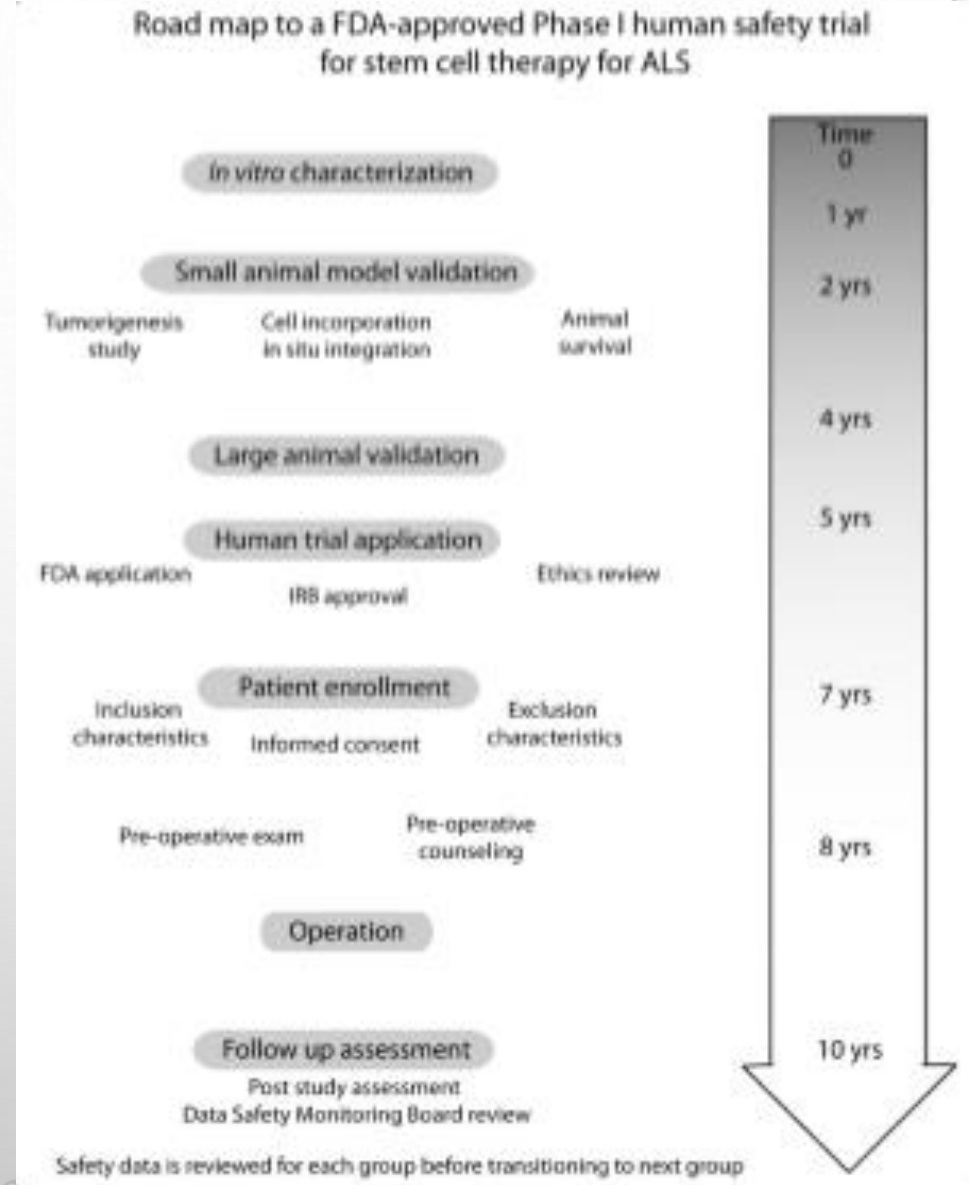 Road map to a FDA-approved Phase I human safety trial
for stem cell therapy for ALS
Time
0
In vitro characterization
1 yr
Small animal model validation
2 yrs
Tumorigenesis
study
Cell incorporation
in situ integration
Animal
survival
4 yrs
Large animal validation
5 yrs
Human trial application
FDA application
IRB approval
Ethics review
Patient enrollment
7 yrs
Inclusion
characteristics
Informed consent
Exclusion
characteristics
Pre-operative exam
Pre-operative
counseling
8 yrs
Operation
Follow up assessment
10 yrs
Post study assessment
Data Safety Monitoring Board review
Safety data is reviewed for each group before transitioning to next group